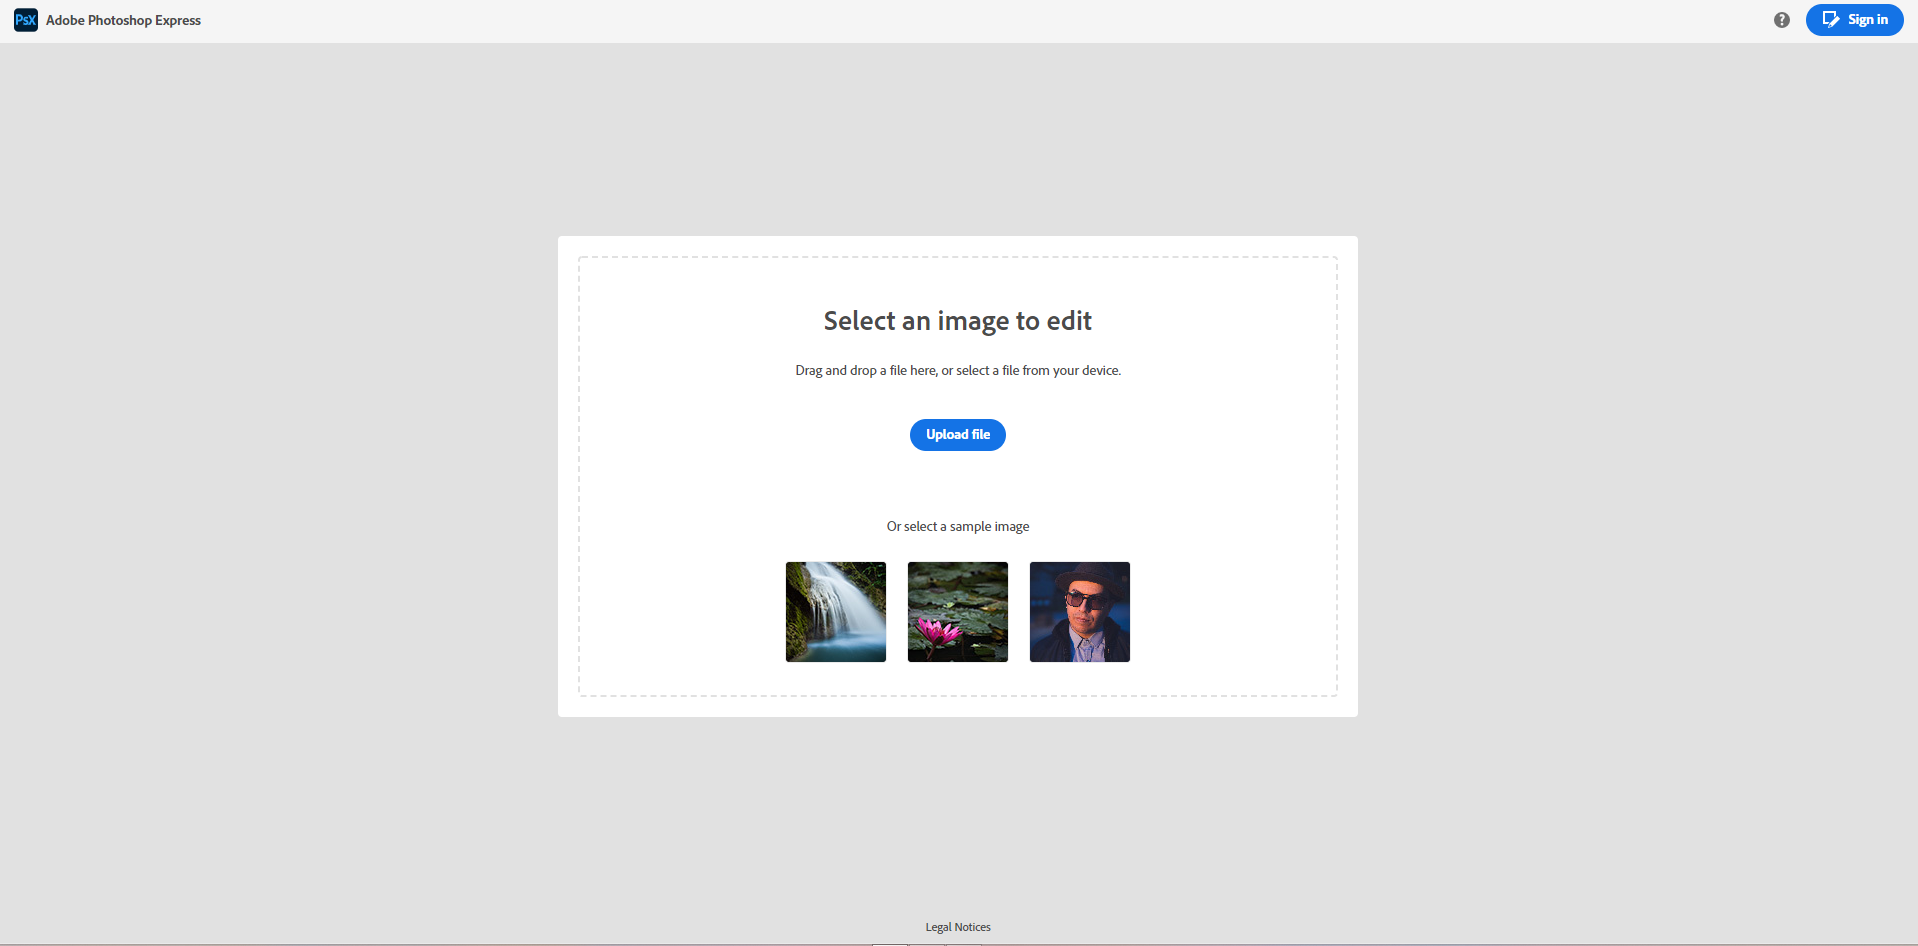 PsX Adobe Photoshop Express
Sign in
Select an image to edit
Drag and drop a file here, or select a file from your device.
Upload file
Or select a sample image
Legal Notices